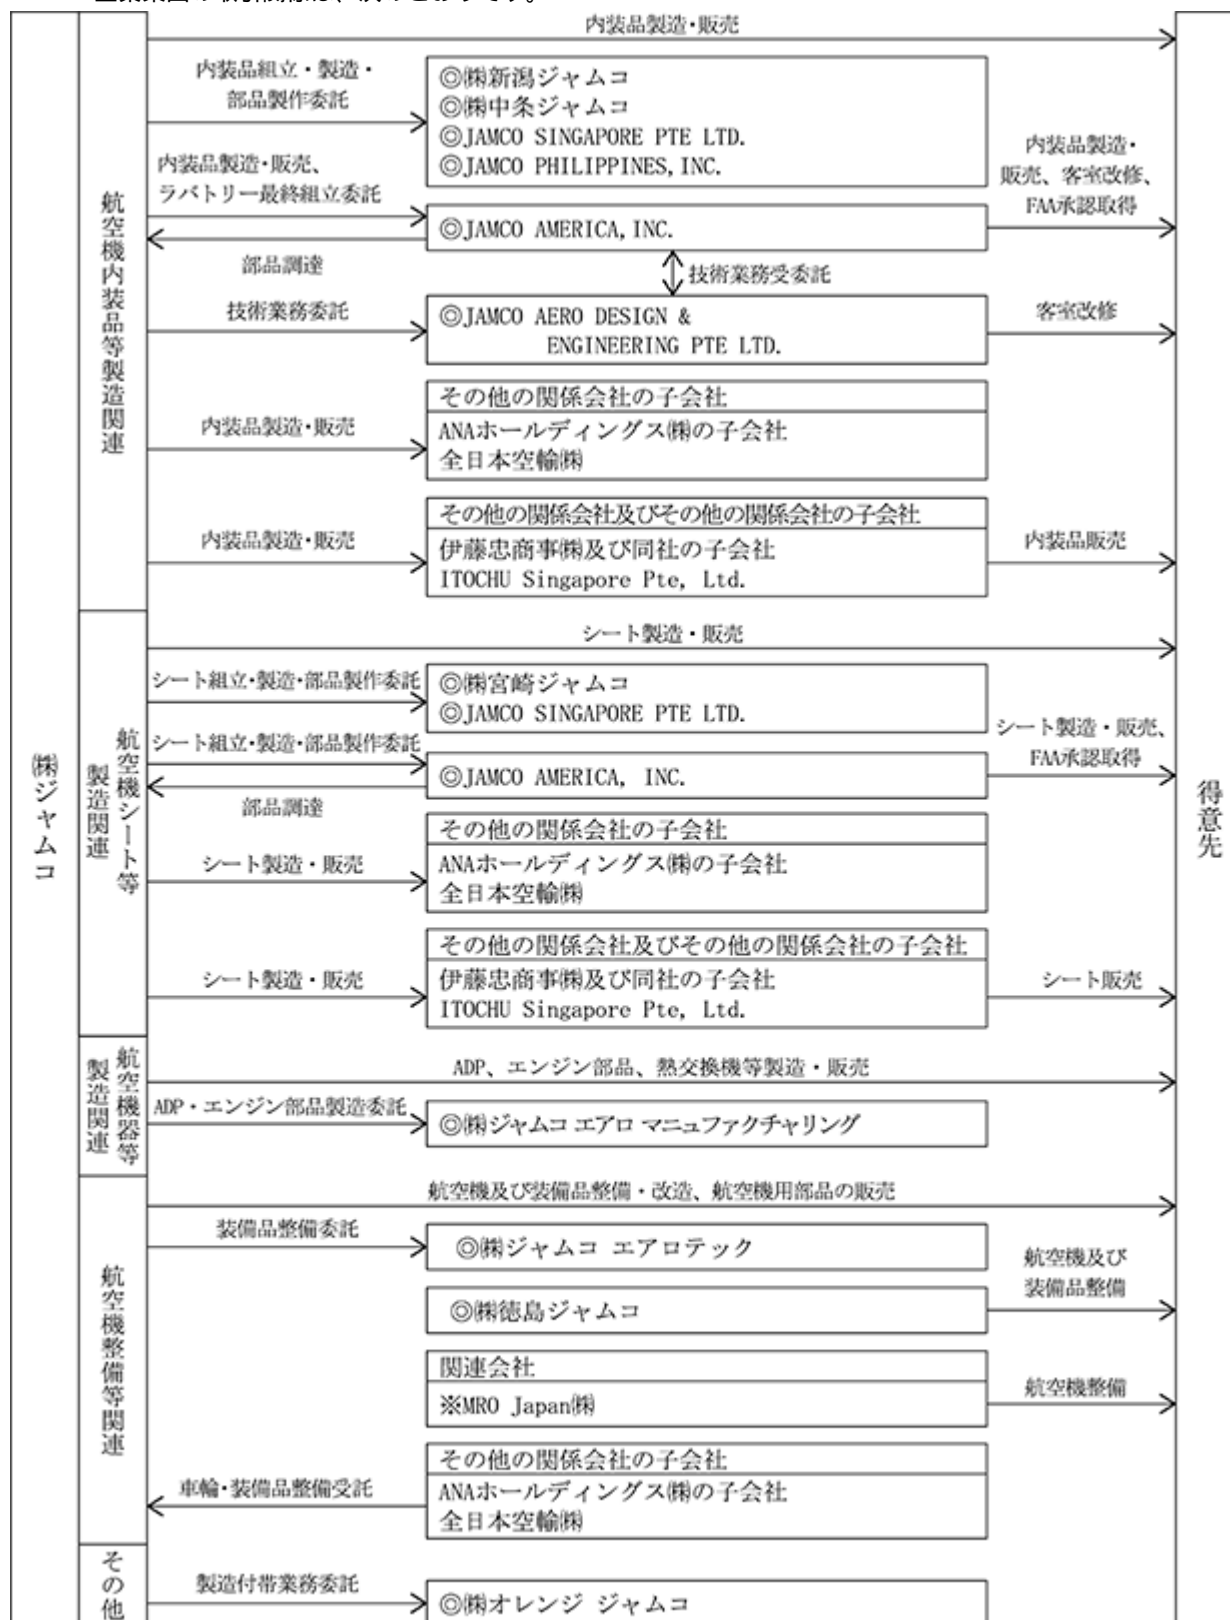 ㈱ジャムコ
航空機内装品等製造関連
内装品製造・販売
内装品組立・製造・
部品製作委託
◎㈱新潟ジャムコ
◎㈱中条ジャムコ
◎JAMCO SINGAPORE PTE LTD.
◎JAMCO PHILIPPINES,INC.
内装品製造・販売、
ラバトリー最終組立委託
◎JAMCO AMERICA,INC.
部品調達
内装品製造・
販売、客室改修、
FAA承認取得
技術業務受委託
技術業務委託
◎JAMCO AERO DESIGN &
ENGINEERING PTE LTD.
客室改修
その他の関係会社の子会社
内装品製造・販売
ANAホールディングス㈱の子会社
全日本空輸㈱
その他の関係会社及びその他の関係会社の子会社
内装品製造・販売
伊藤忠商事㈱及び同社の子会社
ITOCHU Singapore Pte, Ltd.
内装品販売
航空機シート等
製造関連
シート製造・販売
シート組立・製造・部品製作委託
◎㈱宮崎ジャムコ
◎JAMCO SINGAPORE PTE LTD.
シート組立・製造・部品製作委託
◎JAMCO AMERICA, INC.
部品調達
シート製造・販売、
FAA承認取得
その他の関係会社の子会社
シート製造・販売
ANAホールディングス㈱の子会社
全日本空輸㈱
その他の関係会社及びその他の関係会社の子会社
シート製造・販売
伊藤忠商事㈱及び同社の子会社
ITOCHU Singapore Pte, Ltd.
シート販売
航空機器等
製造関連
ADP、エンジン部品、熱交換機等製造・販売
ADP・エンジン部品製造委託
◎㈱ジャムコ エアロ マニュファクチャリング
航空機整備等関連
航空機及び装備品整備・改造、航空機用部品の販売
装備品整備委託
◎㈱ジャムコ エアロテック
◎㈱徳島ジャムコ
航空機及び
装備品整備
関連会社
※MRO Japan㈱
航空機整備
その他の関係会社の子会社
車輪・装備品整備受託
ANAホールディングス㈱の子会社
全日本空輸㈱
その他
製造付帯業務委託
◎㈱オレンジ ジャムコ
得意先